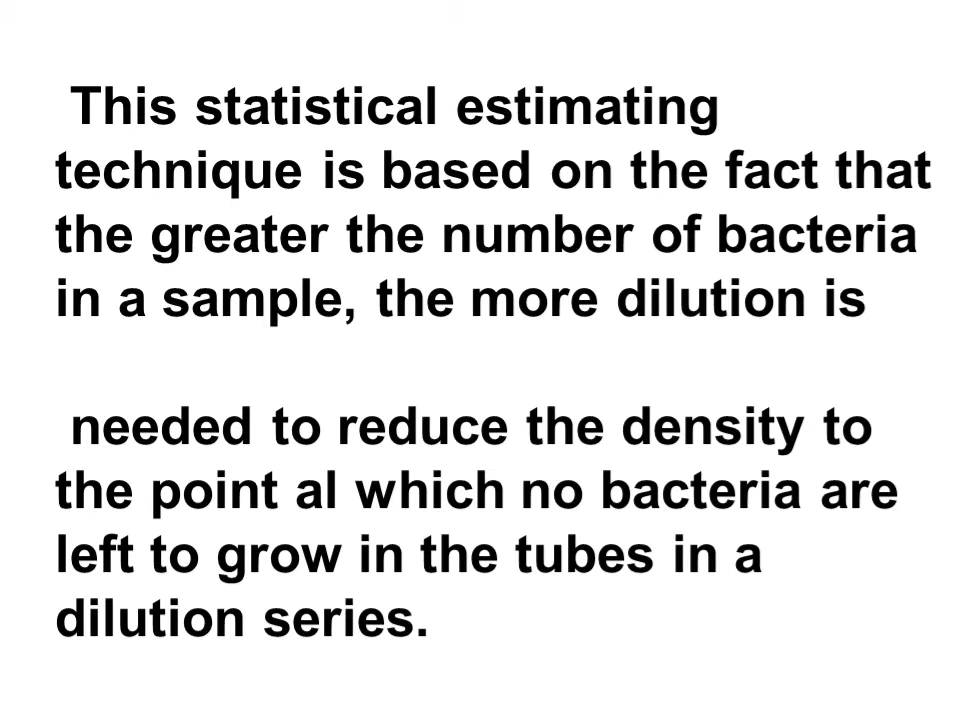 This statistical estimating
technique is based on the fact that
the greater the number of bacteria
in a sample, the more dilution is
needed to reduce the density to
the point al which no bacteria are
left to grow in the tubes in a
dilution series.